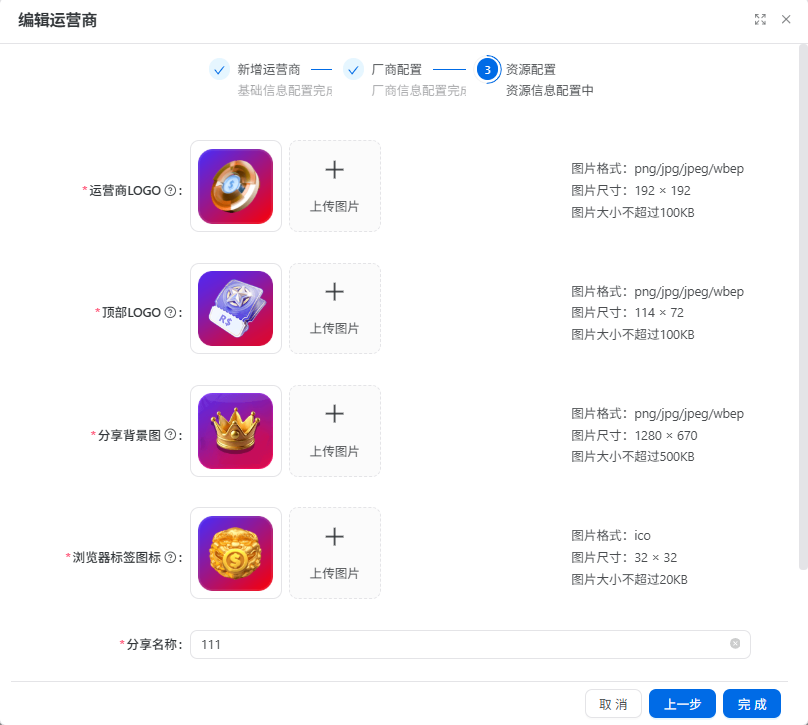 编辑运营商
新增运营商
基础信息配置完成
厂商配置
厂商信息配置完成
3
资源配置
资源信息配置中
*运营商LOGO?:
上传图片
图片格式：png/jpg/jpeg/wbep
图片尺寸：192 × 192
图片大小不超过100KB
*顶部LOGO?:
R$
上传图片
图片格式：png/jpg/jpeg/wbep
图片尺寸：114 × 72
图片大小不超过100KB
*分享背景图?:
上传图片
图片格式：png/jpg/jpeg/wbep
图片尺寸：1280 × 670
图片大小不超过500KB
*浏览器标签图标?:
$
上传图片
图片格式：ico
图片尺寸：32 × 32
图片大小不超过20KB
*分享名称:
111
取 消
上一步
完 成